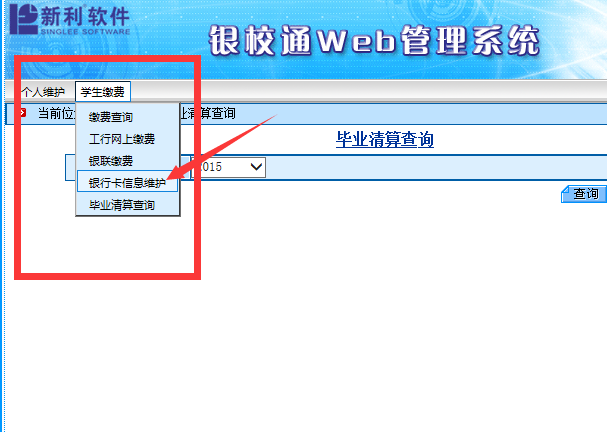 新利软件
SINGLEE SOFTWARE
银校通Web管理系统
个人维护 学生缴费
当前位 业清算查询
缴费查询
工行网上缴费
银联缴费
银行卡信息维护
毕业清算查询
毕业清算查询
2015
查询